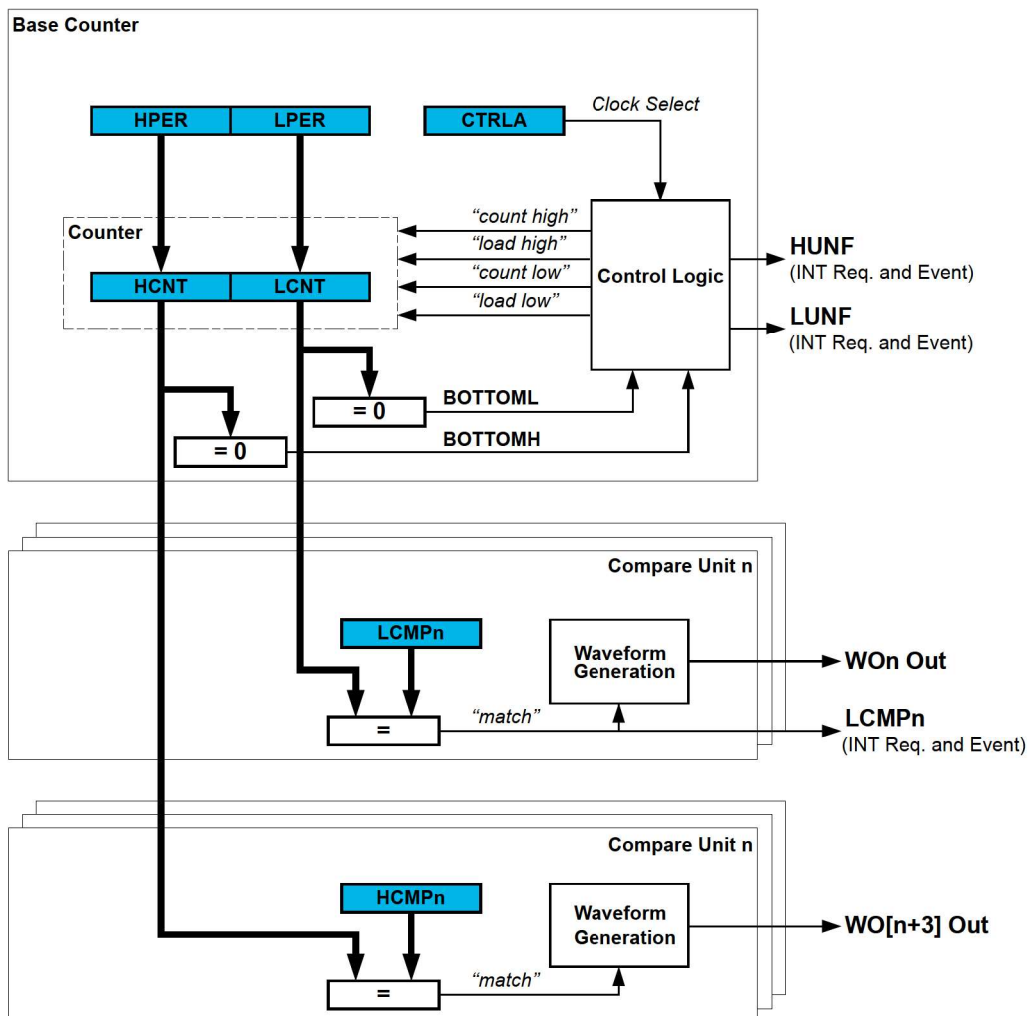 Base Counter
HPER
LPER
CTRLA
Clock Select
Counter
“count high”
“load high”
“count low”
“load low”
HCNT
LCNT
Control Logic
HUNF
(INT Req. and Event)
LUNF
(INT Req. and Event)
= 0
BOTTOML
= 0
BOTTOMH
Compare Unit n
LCMPn
Waveform
Generation
WOn Out
=
“match”
LCMPn
(INT Req. and Event)
Compare Unit n
HCMPn
Waveform
Generation
WO[n+3] Out
=
“match”